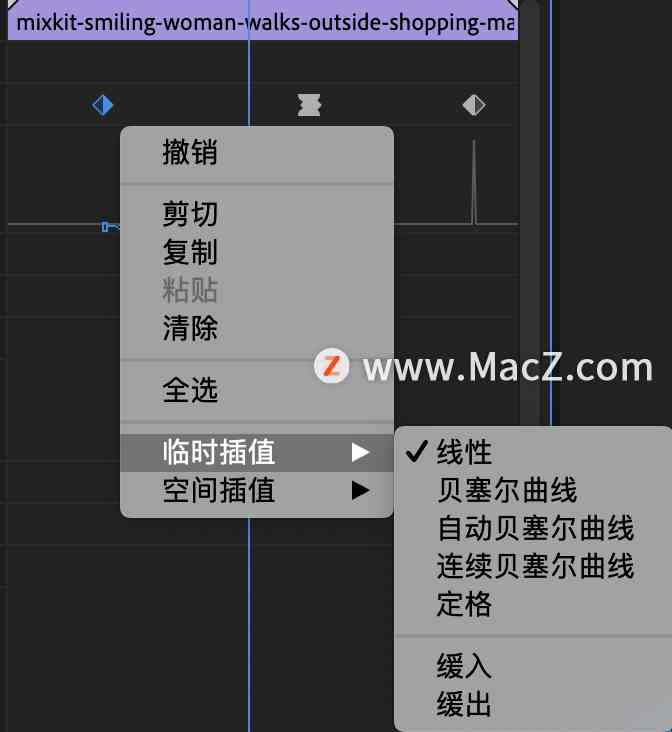 mixkit-smiling-woman-walks-outside-shopping-ma
撤销
剪切
复制
粘贴
清除
全选
www.MacZ.com
临时插值
空间插值
线性
贝塞尔曲线
自动贝塞尔曲线
连续贝塞尔曲线
定格
缓入
缓出